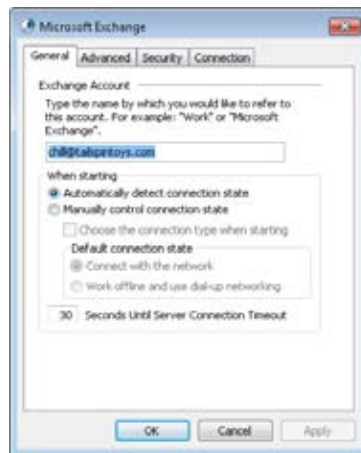 Microsoft Exchange
General Advanced Security Connection
Exchange Account
Type the name by which you would like to refer to
this account. For example: "Work" or "Microsoft
Exchange".
chill@tailspintoys.com
When starting
Automatically detect connection state
Manually control connection state
Choose the connection type when starting
Default connection state
Connect with the network
Work offline and use dial-up networking
30 Seconds Until Server Connection Timeout
OK Cancel Apply